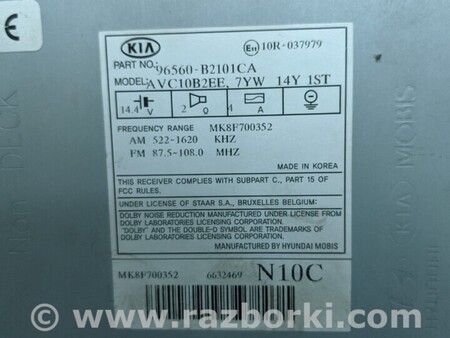 CE
KIA
E11 10R-037979
PART NO.: 96560-B2101CA
MODEL: AVC10B2EE, 7YW 14Y 1ST
14.4 V 2 Ω 4 A
FREQUENCY RANGE MK8F700352
AM 522-1620 KHZ
FM 87.5-108.0 MHZ
MADE IN KOREA
THIS RECEIVER COMPLIES WITH SUBPART C., PART 15 OF
FCC RULES.
UNDER LICENSE OF STAAR S.A., BRUXELLES BELGIUM:
DOLBY NOISE REDUCTION MANUFACTURED UNDER LICENSE FROM
DOLBY LABORATORIES LICENSING CORPORATION.
"DOLBY" AND THE DOUBLE-D SYMBOL ARE TRADEMARKS OF
DOLBY LABORATORIES LICENSING CORPORATION.
MANUFACTURED BY HYUNDAI MOBIS
MK8F700352 6632469 N10C
DECK
MOBIS
© www.razborki.com